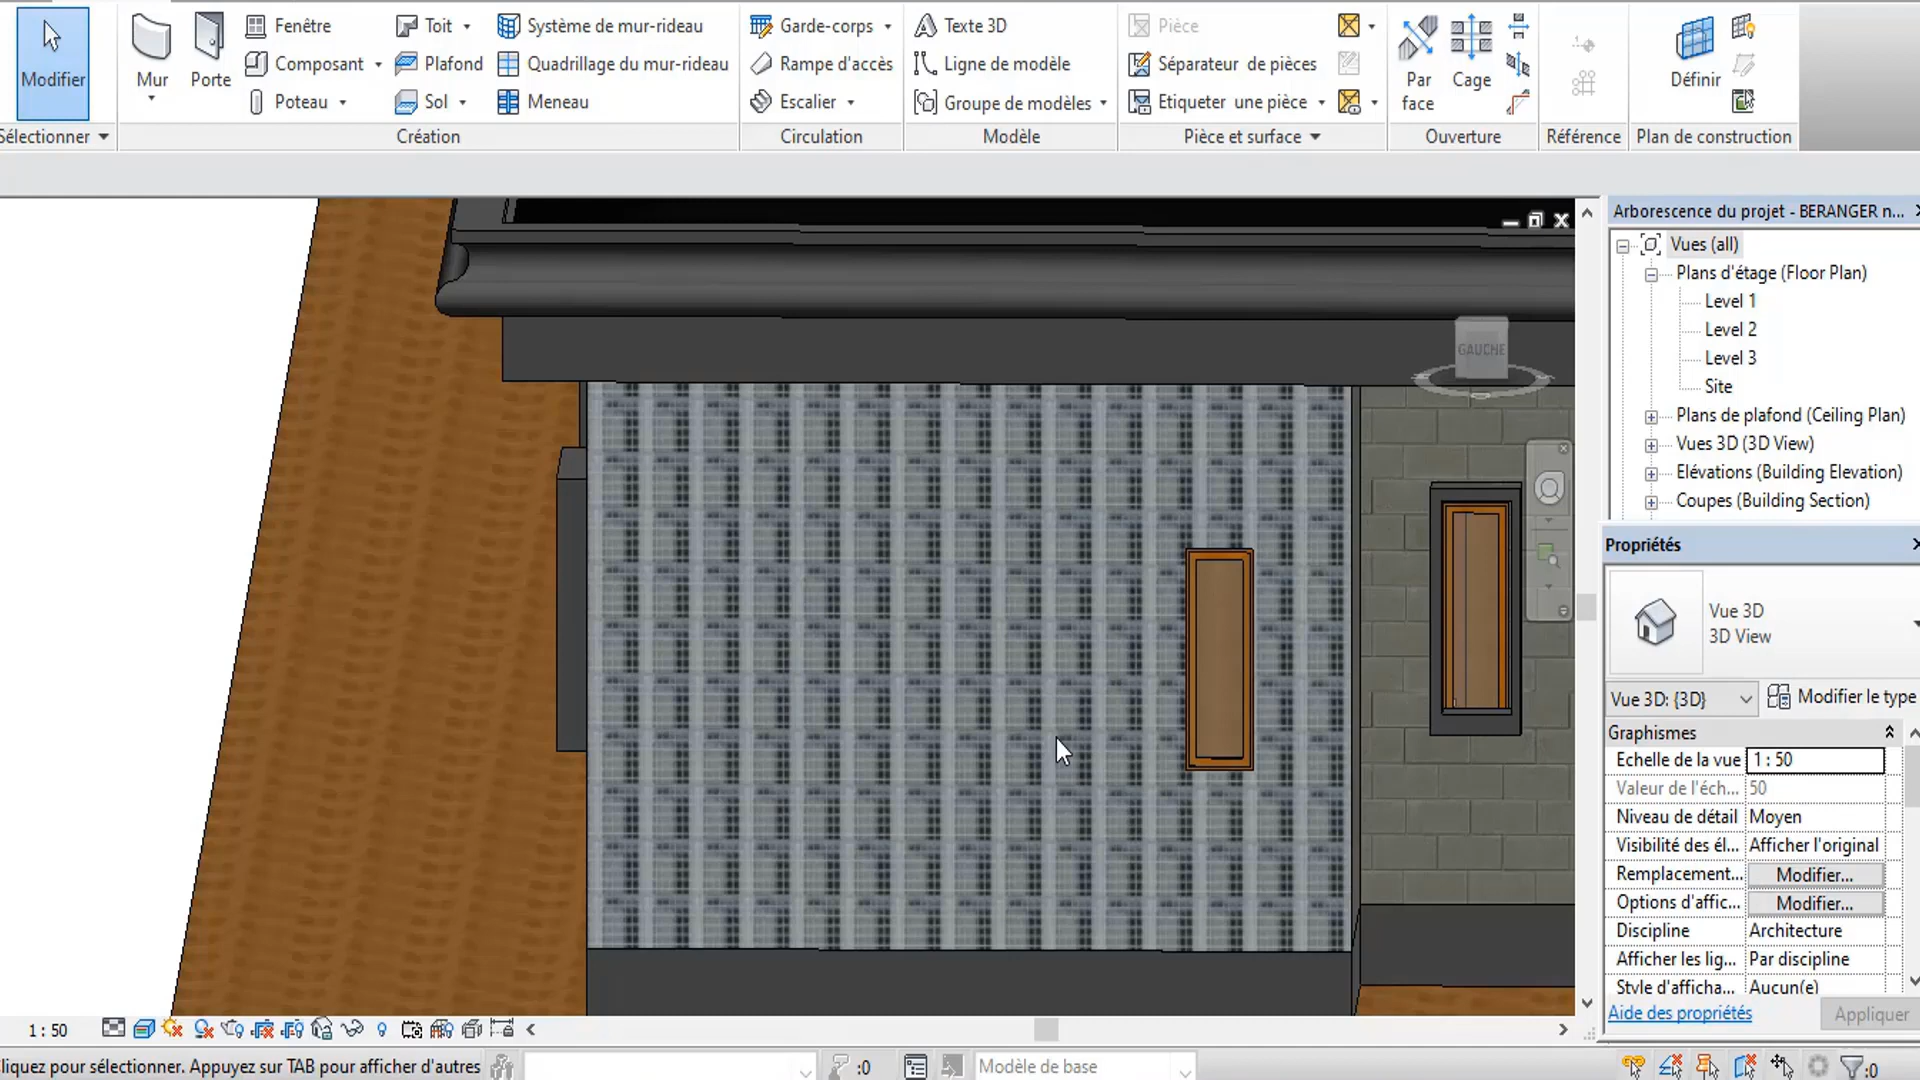 Modifier
Mur
Porte
Fenêtre
Composant
Poteau
Toit
Plafond
Sol
Système de mur-rideau
Quadrillage du mur-rideau
Meneau
Garde-corps
Rampe d'accès
Escalier
Texte 3D
Ligne de modèle
Groupe de modèles
Pièce
Séparateur de pièces
Etiqueter une pièce
Par
face
Cage
Définir
Sélectionner
Création
Circulation
Modèle
Pièce et surface
Ouverture
Référence
Plan de construction
GAUCHE
Arborescence du projet - BERANGER n...
Vues (all)
Plans d'étage (Floor Plan)
Level 1
Level 2
Level 3
Site
Plans de plafond (Ceiling Plan)
Vues 3D (3D View)
Elévations (Building Elevation)
Coupes (Building Section)
Propriétés
Vue 3D
3D View
Vue 3D: {3D}
Modifier le type
Graphismes
Echelle de la vue 1 : 50
Valeur de l'éch... 50
Niveau de détail Moyen
Visibilité des él... Afficher l'original
Remplacement... Modifier...
Options d'affic... Modifier...
Discipline Architecture
Afficher les lig... Par discipline
Style d'afficha... Aucun(e)
Aide des propriétés
Appliquer
1 : 50
Cliquez pour sélectionner. Appuyez sur TAB pour afficher d'autres
:0
Modèle de base
:0